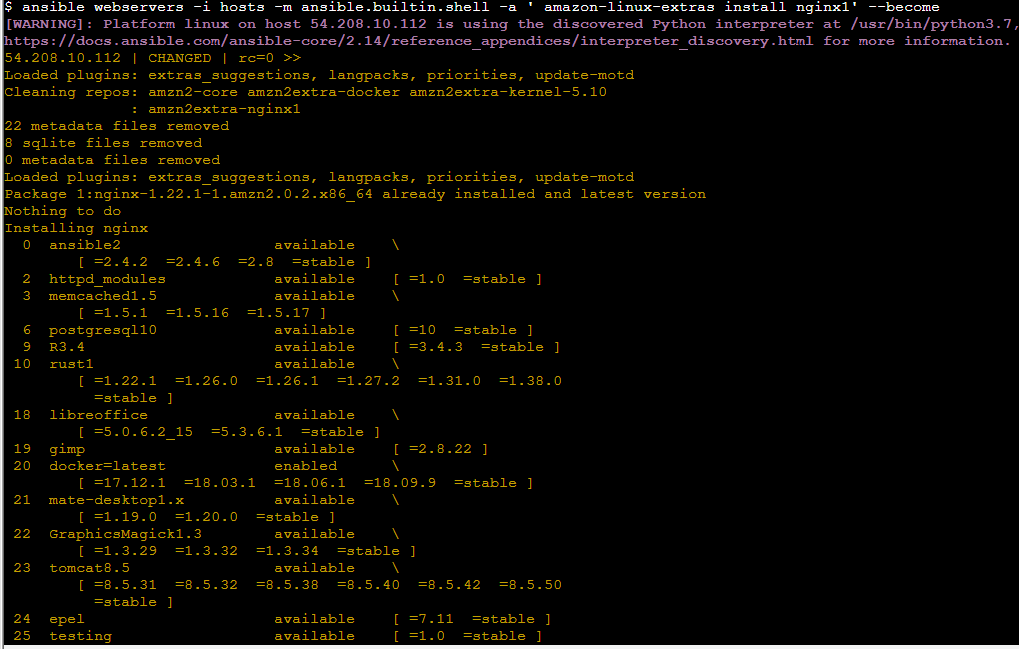 $ ansible webservers -i hosts -m ansible.builtin.shell -a ' amazon-linux-extras install nginx1' --become
[WARNING]: Platform linux on host 54.208.10.112 is using the discovered Python interpreter at /usr/bin/python3.7,
https://docs.ansible.com/ansible-core/2.14/reference_appendices/interpreter_discovery.html for more information.
54.208.10.112 | CHANGED | rc=0 >>
Loaded plugins: extras_suggestions, langpacks, priorities, update-motd
Cleaning repos: amzn2-core amzn2extra-docker amzn2extra-kernel-5.10
              : amzn2extra-nginx1
22 metadata files removed
8 sqlite files removed
0 metadata files removed
Loaded plugins: extras_suggestions, langpacks, priorities, update-motd
Package 1:nginx-1.22.1-1.amzn2.0.2.x86_64 already installed and latest version
Nothing to do
Installing nginx
  0  ansible2                 available    \
        [ =2.4.2  =2.4.6  =2.8  =stable ]
  2  httpd_modules            available    [ =1.0  =stable ]
  3  memcached1.5             available    \
        [ =1.5.1  =1.5.16  =1.5.17 ]
  6  postgresql10             available    [ =10  =stable ]
  9  R3.4                     available    [ =3.4.3  =stable ]
 10  rust1                    available    \
        [ =1.22.1  =1.26.0  =1.26.1  =1.27.2  =1.31.0  =1.38.0
          =stable ]
 18  libreoffice              available    \
        [ =5.0.6.2_15  =5.3.6.1  =stable ]
 19  gimp                     available    [ =2.8.22 ]
 20  docker=latest            enabled      \
        [ =17.12.1  =18.03.1  =18.06.1  =18.09.9  =stable ]
 21  mate-desktop1.x          available    \
        [ =1.19.0  =1.20.0  =stable ]
 22  GraphicsMagick1.3        available    \
        [ =1.3.29  =1.3.32  =1.3.34  =stable ]
 23  tomcat8.5                available    \
        [ =8.5.31  =8.5.32  =8.5.38  =8.5.40  =8.5.42  =8.5.50
          =stable ]
 24  epel                     available    [ =7.11  =stable ]
 25  testing                  available    [ =1.0  =stable ]